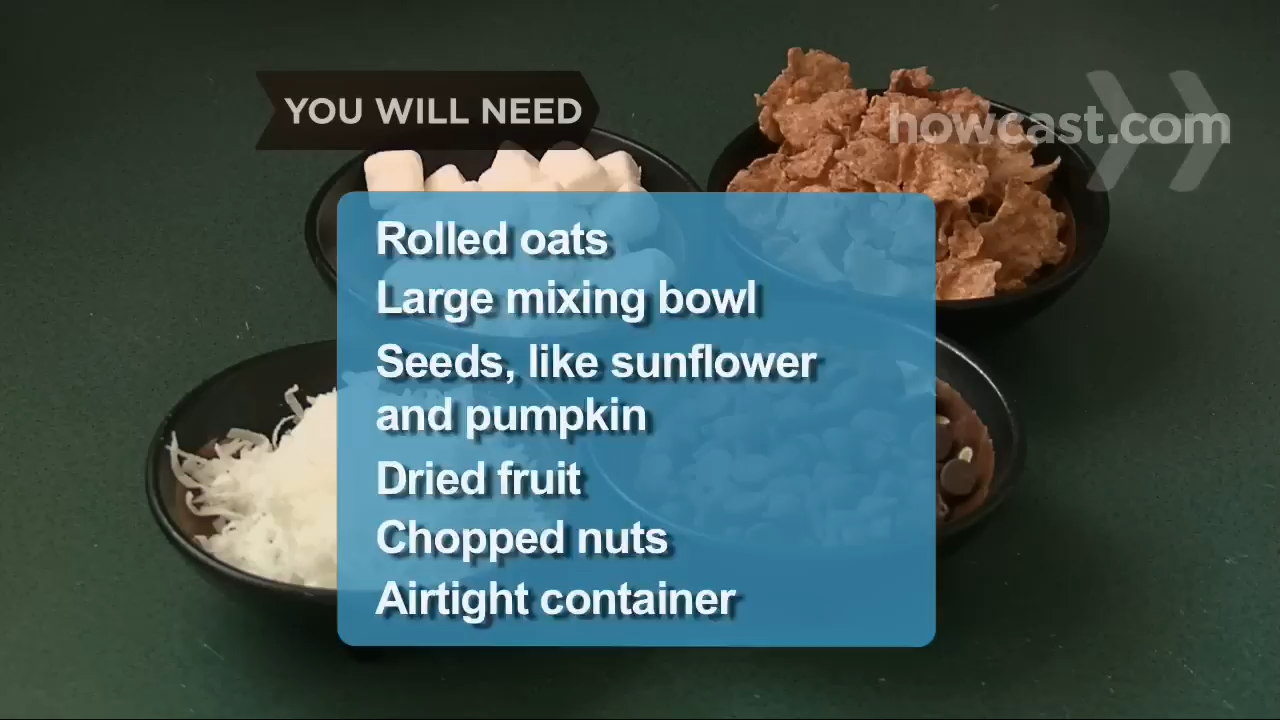 YOU WILL NEED
howcast.com
Rolled oats
Large mixing bowl
Seeds, like sunflower
and pumpkin
Dried fruit
Chopped nuts
Airtight container